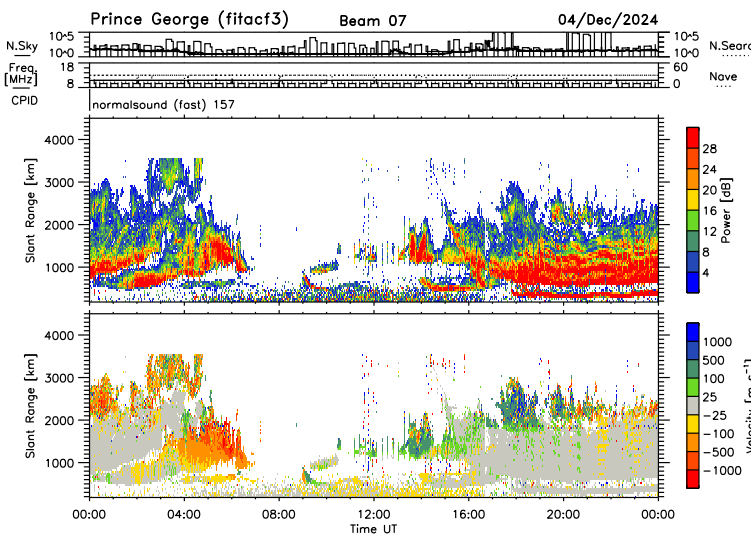 Prince George (fitacf3) Beam 07 04/Dec/2024
N.Sky 10^5 10^0 10^5 10^0 N.Searc
Freq. [MHz] 18 8 60 0 Nave
CPID normalsound (fast) 157
Slant Range [km] 4000 3000 2000 1000
Power [dB] 28 24 20 16 12 8 4
Slant Range [km] 4000 3000 2000 1000
Velocity [m s^-1] 1000 500 100 25 -25 -100 -500 -1000
00:00 04:00 08:00 12:00 16:00 20:00 00:00
Time UT